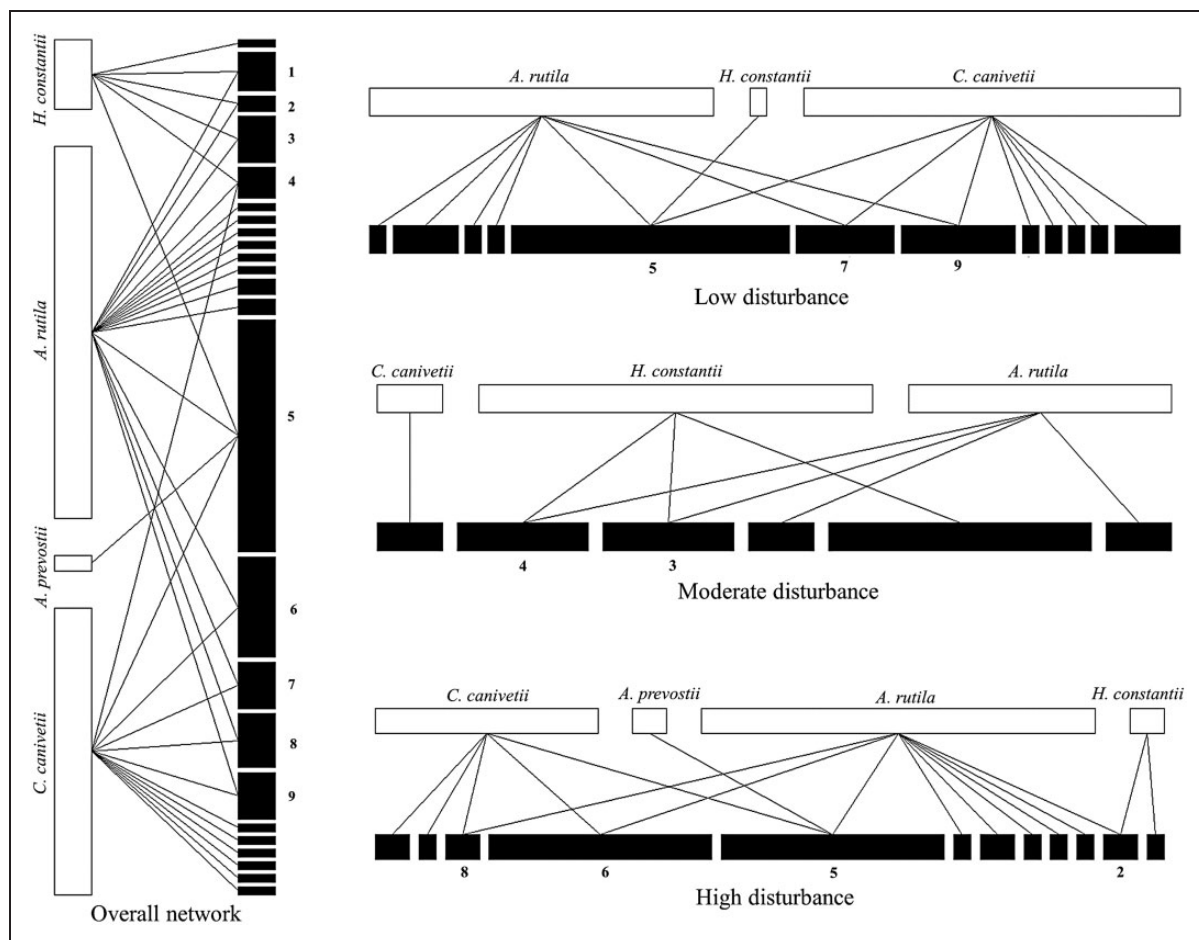 H. constantii
A. rutila
A. prevostii
C. canivetii
1
2
3
4
5
6
7
8
9
Overall network
A. rutila H. constantii C. canivetii
5 7 9
Low disturbance
C. canivetii H. constantii A. rutila
4 3
Moderate disturbance
C. canivetii A. prevostii A. rutila H. constantii
8 6 5 2
High disturbance